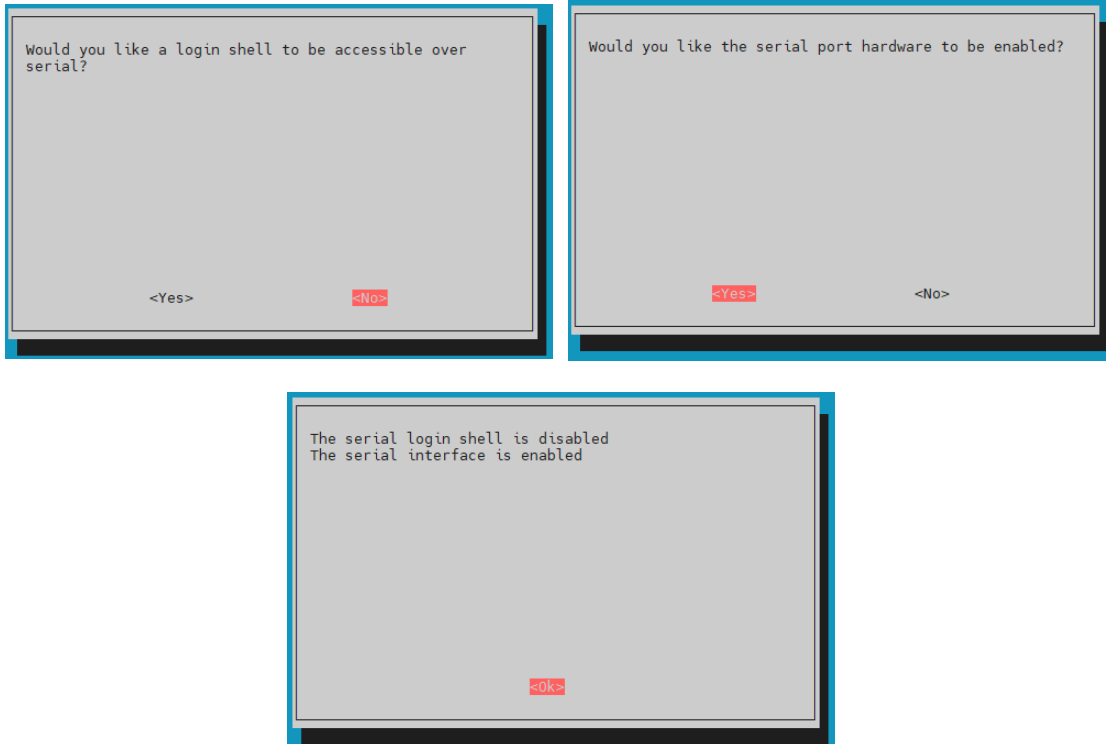 Would you like a login shell to be accessible over
serial?
<Yes>
<No>
Would you like the serial port hardware to be enabled?
<Yes>
<No>
The serial login shell is disabled
The serial interface is enabled
<Ok>